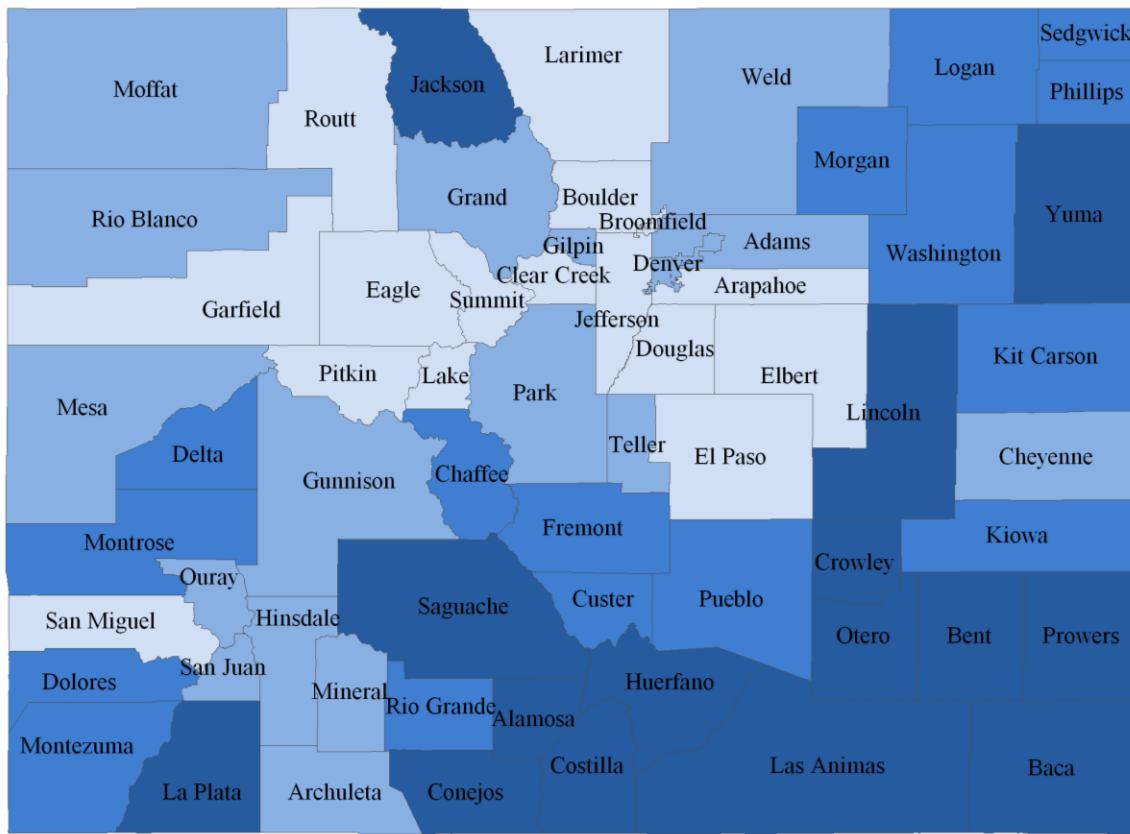 Sedgwick
Larimer
Logan
Weld
Jackson
Moffat
Phillips
Routt
Morgan
Boulder
Grand
Yuma
Rio Blanco
Broomfield
Gilpin
Adams
Washington
Denver
Clear Creek
Arapahoe
Eagle
Summit
Garfield
Jefferson
Douglas
Kit Carson
Pitkin
Lake
Elbert
Park
Mesa
Lincoln
Teller
Delta
El Paso
Cheyenne
Chaffee
Gunnison
Fremont
Kiowa
Montrose
Crowley
Ouray
Pueblo
Custer
Saguache
Hinsdale
San Miguel
Otero
Bent
Prowers
San Juan
Dolores
Huerfano
Mineral
Rio Grande
Alamosa
Montezuma
Costilla
Las Animas
Baca
La Plata
Archuleta
Conejos